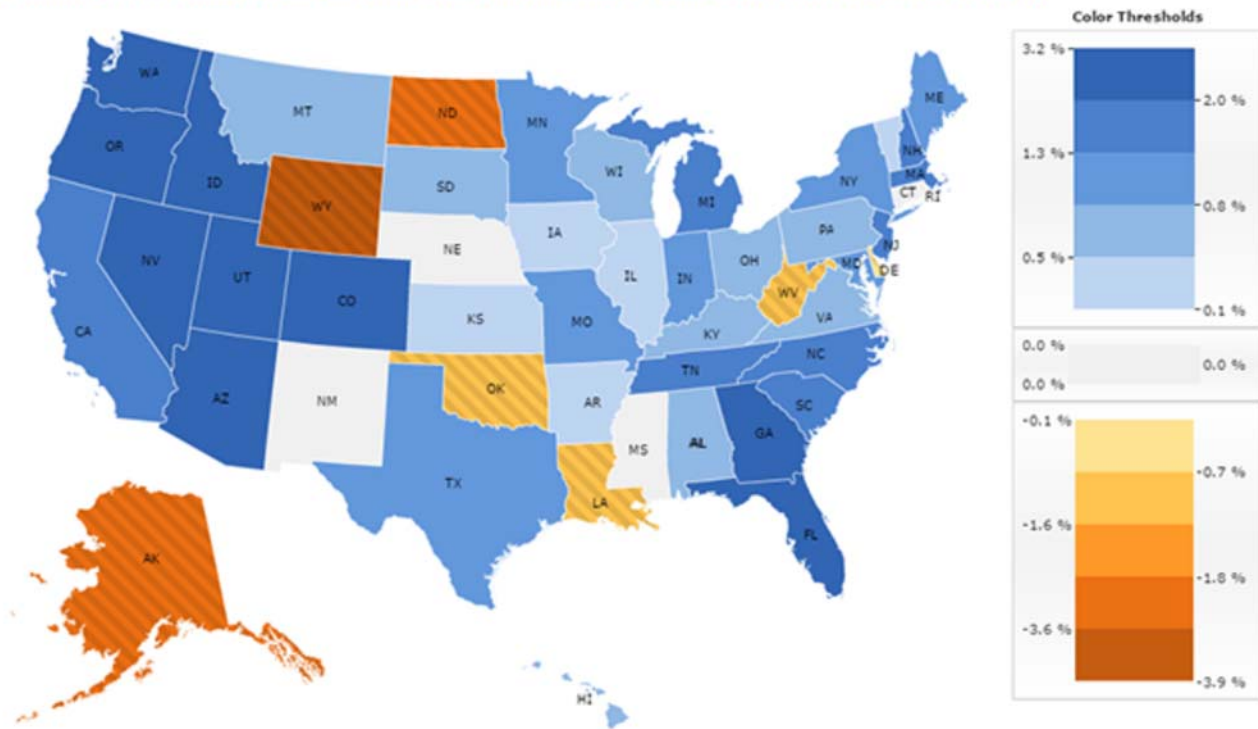 Color Thresholds
3.2 %
2.0 %
1.3 %
0.8 %
0.5 %
0.1 %
0.0 %
0.0 %
0.0 %
-0.1 %
-0.7 %
-1.6 %
-1.8 %
-3.6 %
-3.9 %
WA
MT
ND
MN
ME
OR
ID
WY
SD
WI
MI
NY
NH
MA
CT
RI
NV
UT
CO
NE
IA
IL
IN
OH
PA
NJ
MD
DE
CA
KS
MO
KY
WV
VA
AZ
NM
OK
AR
TN
NC
TX
LA
MS
AL
GA
SC
FL
AK
HI